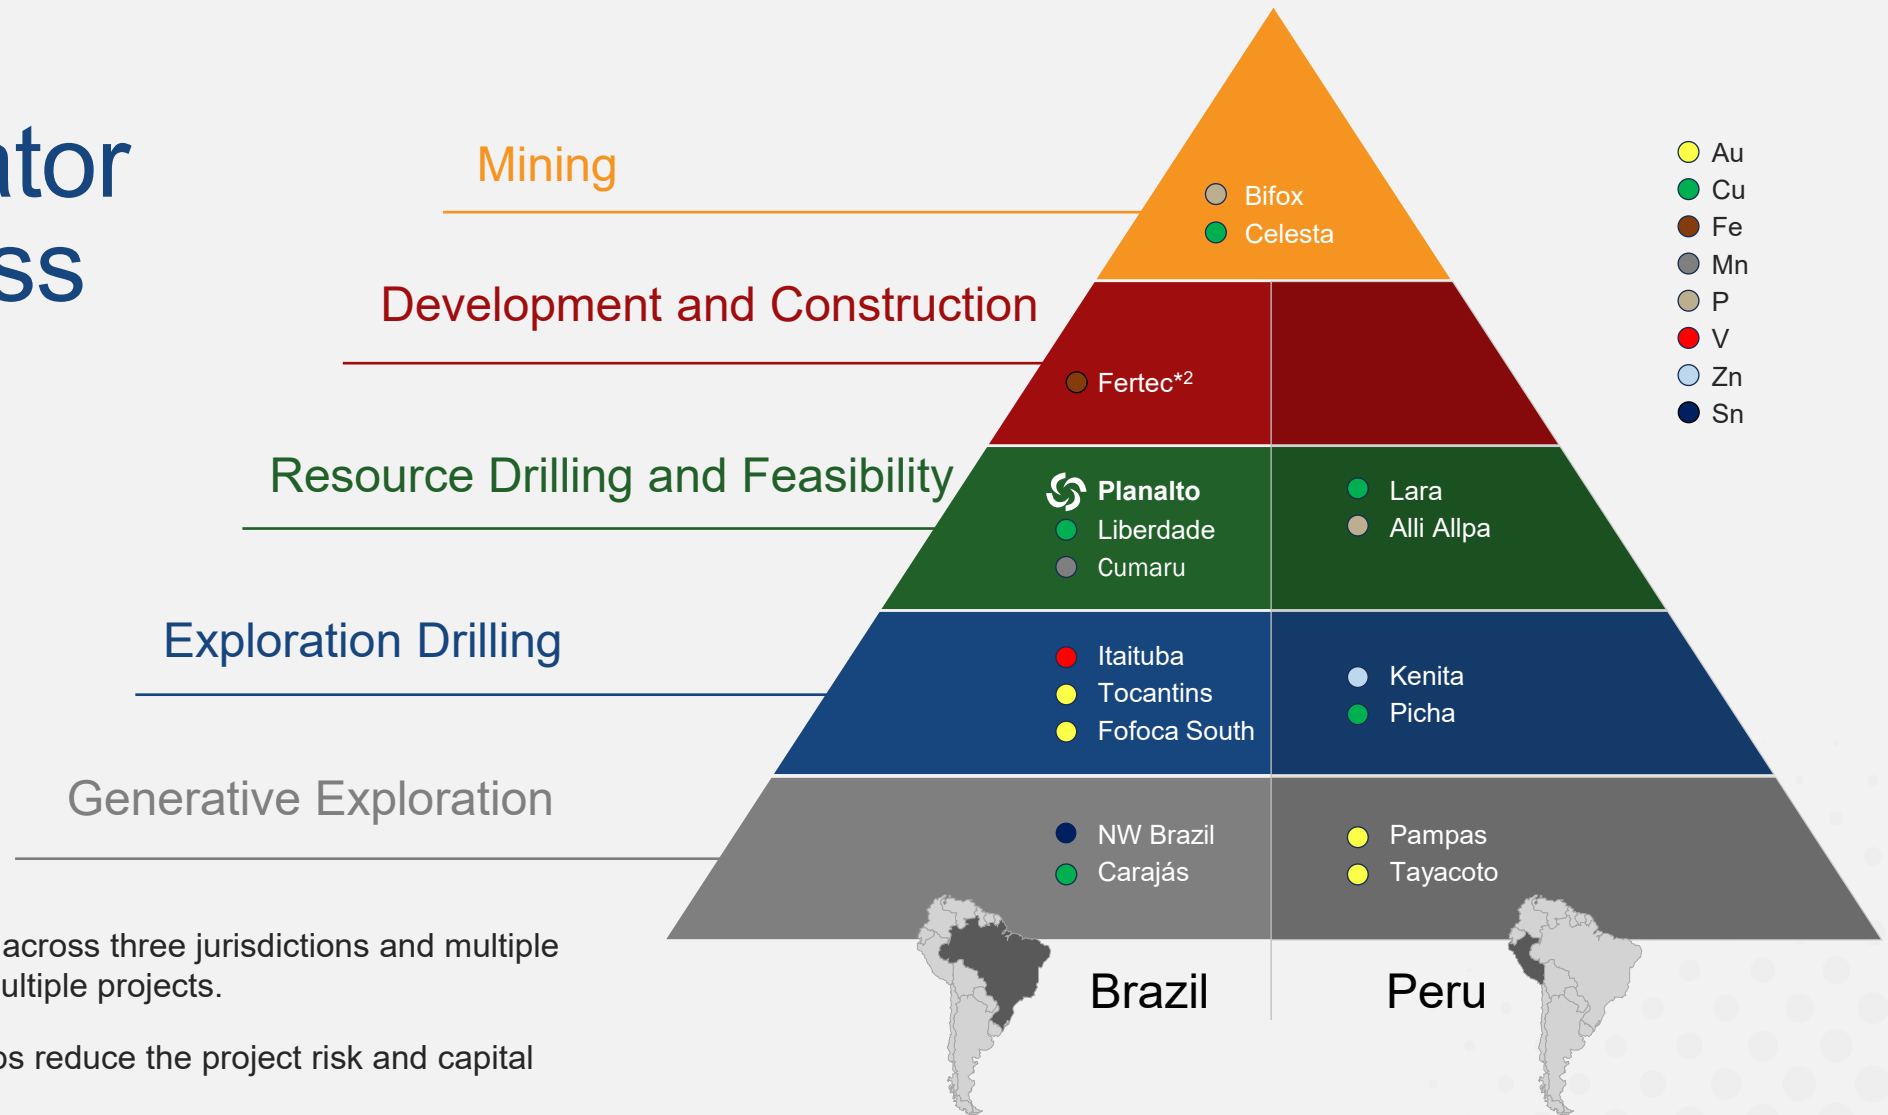 ator
ss
Mining
Bifox
Celesta
Development and Construction
Fertec*²
Resource Drilling and Feasibility
Planalto
Liberdade
Cumaru
Lara
Alli Allpa
Exploration Drilling
Itaituba
Tocantins
Fofoca South
Kenita
Picha
Generative Exploration
NW Brazil
Carajás
Pampas
Tayacoto
Brazil
Peru
Au
Cu
Fe
Mn
P
V
Zn
Sn
across three jurisdictions and multiple
ultiple projects.
os reduce the project risk and capital